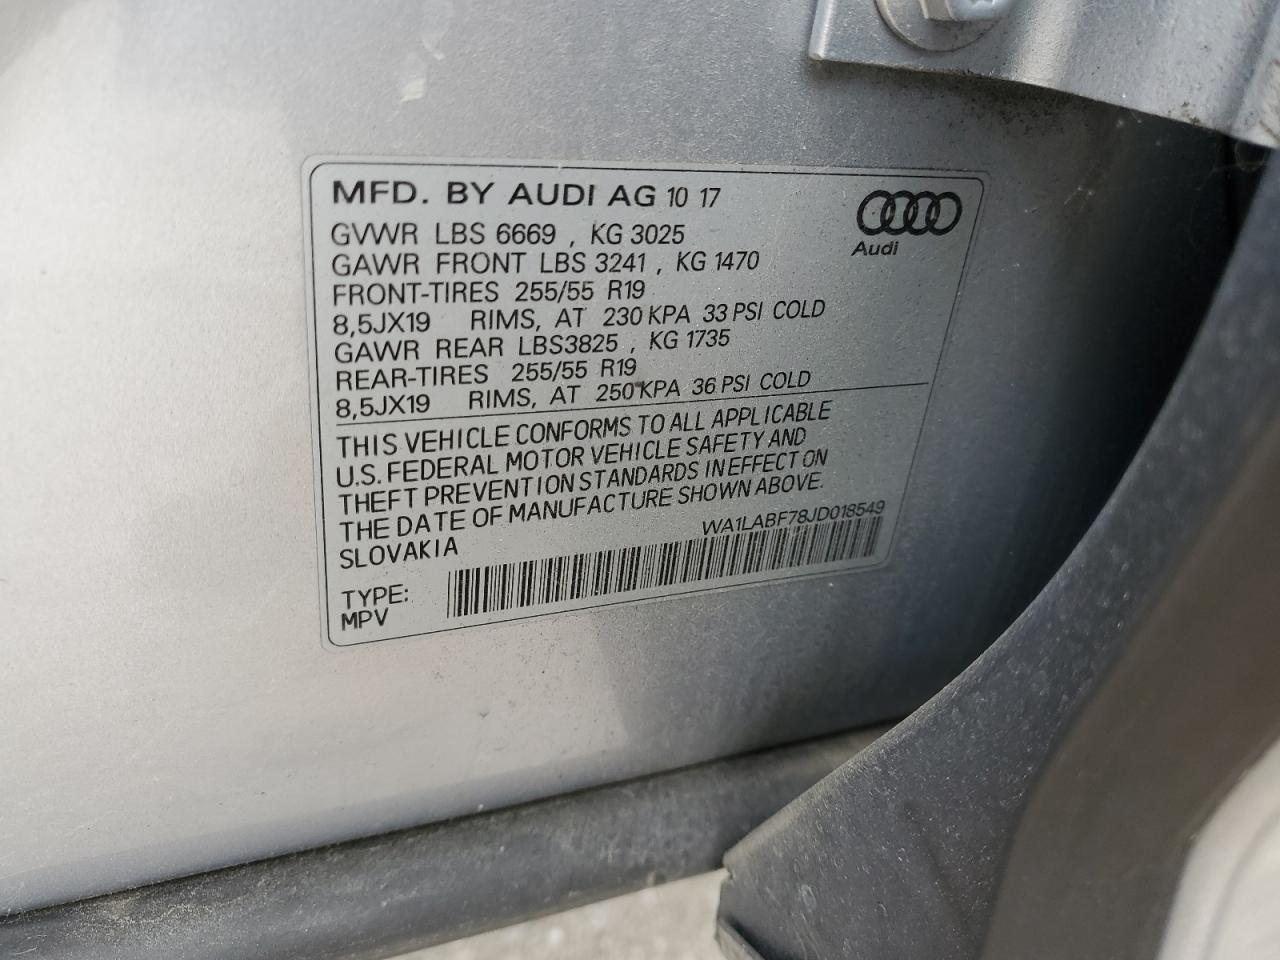 MFD. BY AUDI AG 10 17
GVWR LBS 6669 , KG 3025
GAWR FRONT LBS 3241 , KG 1470
FRONT-TIRES 255/55 R19
8,5JX19 RIMS, AT 230 KPA 33 PSI COLD
GAWR REAR LBS3825 , KG 1735
REAR-TIRES 255/55 R19
8,5JX19 RIMS, AT 250 KPA 36 PSI COLD
Audi
THIS VEHICLE CONFORMS TO ALL APPLICABLE
U.S. FEDERAL MOTOR VEHICLE SAFETY AND
THEFT PREVENTION STANDARDS IN EFFECT ON
THE DATE OF MANUFACTURE SHOWN ABOVE.
SLOVAKIA
WA1LABF78JD018549
TYPE:
MPV